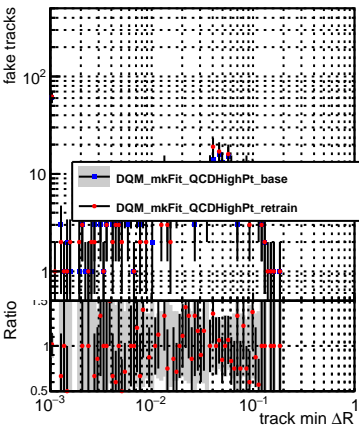 fake tracks
10²
10
1
DQM_mkFit_QCDHighPt_base
DQM_mkFit_QCDHighPt_retrain
Ratio
1.5
1
0.5
10⁻³
10⁻²
10⁻¹
1
track min ΔR